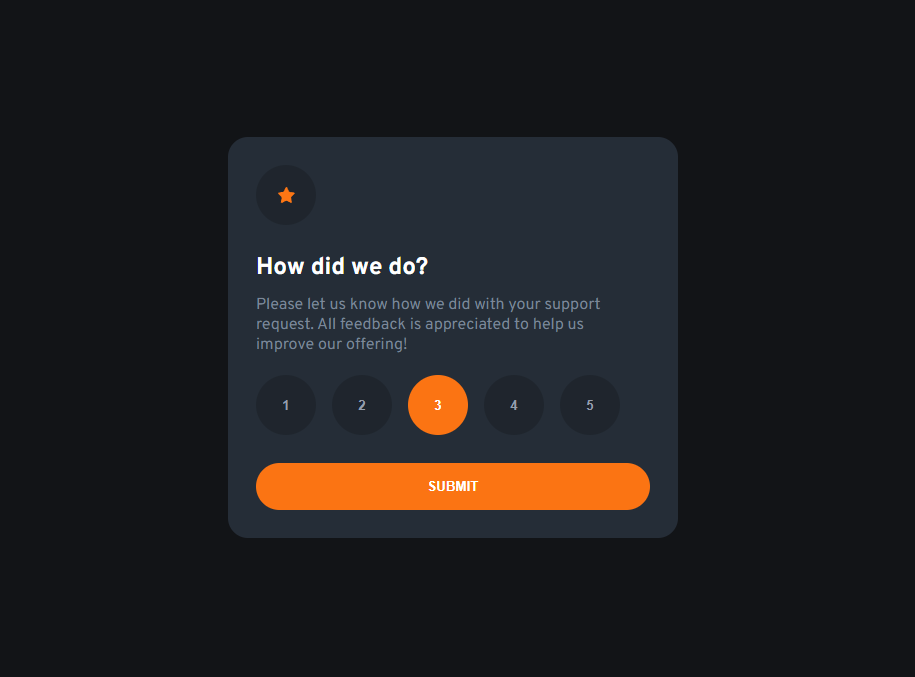 How did we do?
Please let us know how we did with your support
request. All feedback is appreciated to help us
improve our offering!
1 2 3 4 5
SUBMIT